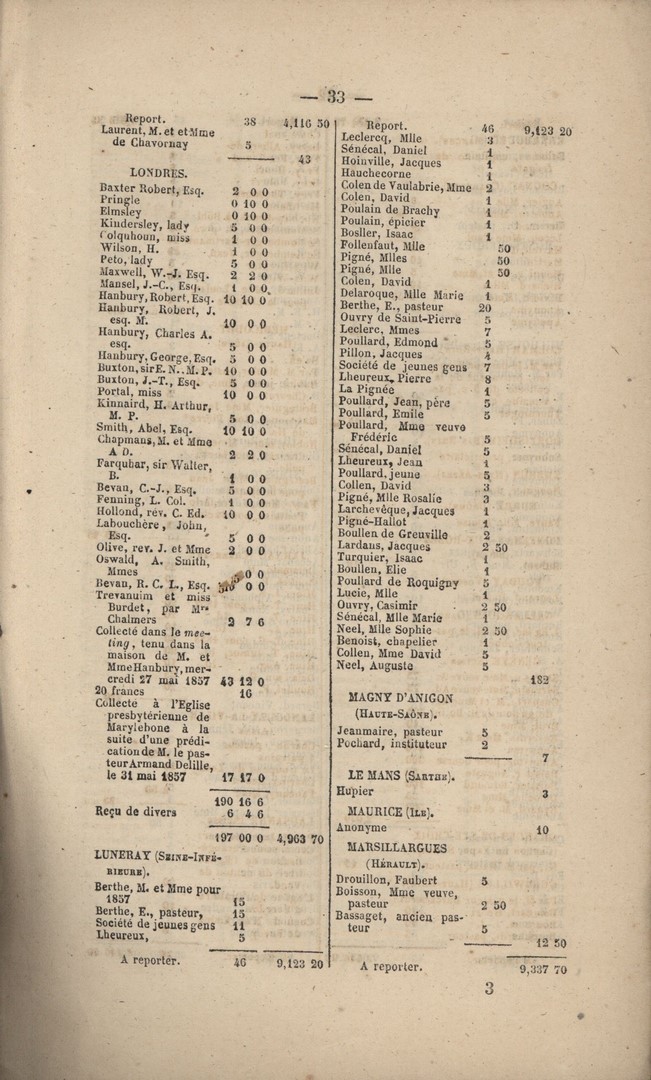 — 33 —
Report. 38 4,116 50
Laurent, M. et etMme
de Chavornay 5
43
LONDRES.
Baxter Robert, Esq. 2 0 0
Pringle 0 10 0
Elmsley 0 10 0
Kindersley, lady 5 0 0
Colquhoun, miss 1 0 0
Wilson, H. 1 0 0
Peto, lady 5 0 0
Maxwell, W.-J. Esq. 2 2 0
Mansel, J.-C., Esq. 1 0 0
Hanbury, Robert, Esq. 10 10 0
Hanbury, Robert, J.
esq. M. 10 0 0
Hanbury, Charles A.
esq. 5 0 0
Hanbury, George, Esq. 5 0 0
Buxton, sir E. N.. M. P. 10 0 0
Buxton, J.-T., Esq. 5 0 0
Portal, miss 10 0 0
Kinnaird, H. Arthur,
M. P. 5 0 0
Smith, Abel, Esq. 10 10 0
Chapmans, M. et Mme
A D. 2 2 0
Farquhar, sir Walter,
B. 1 0 0
Bevan, C.-J., Esq. 5 0 0
Fenning, L. Col. 1 0 0
Hollond, rév. C. Ed. 10 0 0
Labouchère, John,
Esq. 5 0 0
Olive, rev. J. et Mme 2 0 0
Oswald, A. Smith,
Mmes 0 0
Bevan, R. C. L., Esq. 0 0
Trevanuim et miss
Burdet, par Mrs
Chalmers 2 7 6
Collecté dans le mee-
ting, tenu dans la
maison de M. et
Mme Hanbury, mer-
credi 27 mai 1857 43 12 0
20 francs 16
Collecté à l'Eglise
presbytérienne de
Marylebone à la
suite d'une prédi-
cation de M. le pas-
teur Armand Delille,
le 31 mai 1857 17 17 0
190 16 6
Reçu de divers 6 4 6
197 00 0 4,963 70
LUNERAY (SEINE-INFÉ-
RIEURE).
Berthe, M. et Mme pour
1857 15
Berthe, E., pasteur, 15
Société de jeunes gens 11
Lheureux, 5
A reporter. 46 9,123 20
Report. 46 9,123 20
Leclercq, Mlle 3
Sénécal, Daniel 1
Hoinville, Jacques 1
Hauchecorne 1
Colen de Vaulabrie, Mme 2
Colen, David 1
Poulain de Brachy 1
Poulain, épicier 1
Bosller, Isaac 1
Follenfaut, Mlle 50
Pigné, Mlles 50
Pigné, Mlle 50
Colen, David 1
Delaroque, Mlle Marie 1
Berthe, E., pasteur 20
Ouvry de Saint-Pierre 5
Leclerc, Mmes 7
Poullard, Edmond 5
Pillon, Jacques 4
Société de jeunes gens 7
Lheureux, Pierre 8
La Pignée 1
Poullard, Jean, père 5
Poullard, Emile 5
Poullard, Mme veuve
Frédéric 5
Sénécal, Daniel 5
Lheureux, Jean 1
Poullard, jeune 5
Collen, David 3
Pigné, Mlle Rosalie 3
Larchevêque, Jacques 1
Pigné-Hallot 1
Boullen de Greuville 2
Lardans, Jacques 2 50
Turquier, Isaac 1
Boullen, Elie 1
Poullard de Roquigny 5
Lucie, Mlle 1
Ouvry, Casimir 2 50
Sénécal, Mlle Marie 1
Neel, Mlle Sophie 2 50
Benoist, chapelier 1
Collen, Mme David 5
Neel, Auguste 5
132
MAGNY D'ANIGON
(HAUTE-SAÔNE).
Jeanmaire, pasteur 5
Pochard, instituteur 2
7
LE MANS (SARTHE).
Hupier 3
MAURICE (ILE).
Anonyme 10
MARSILLARGUES
(HÉRAULT).
Drouillon, Faubert 5
Boisson, Mme veuve,
pasteur 2 50
Bassaget, ancien pas-
teur 5
12 50
A reporter. 9,337 70
3